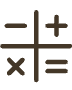 − +
× =